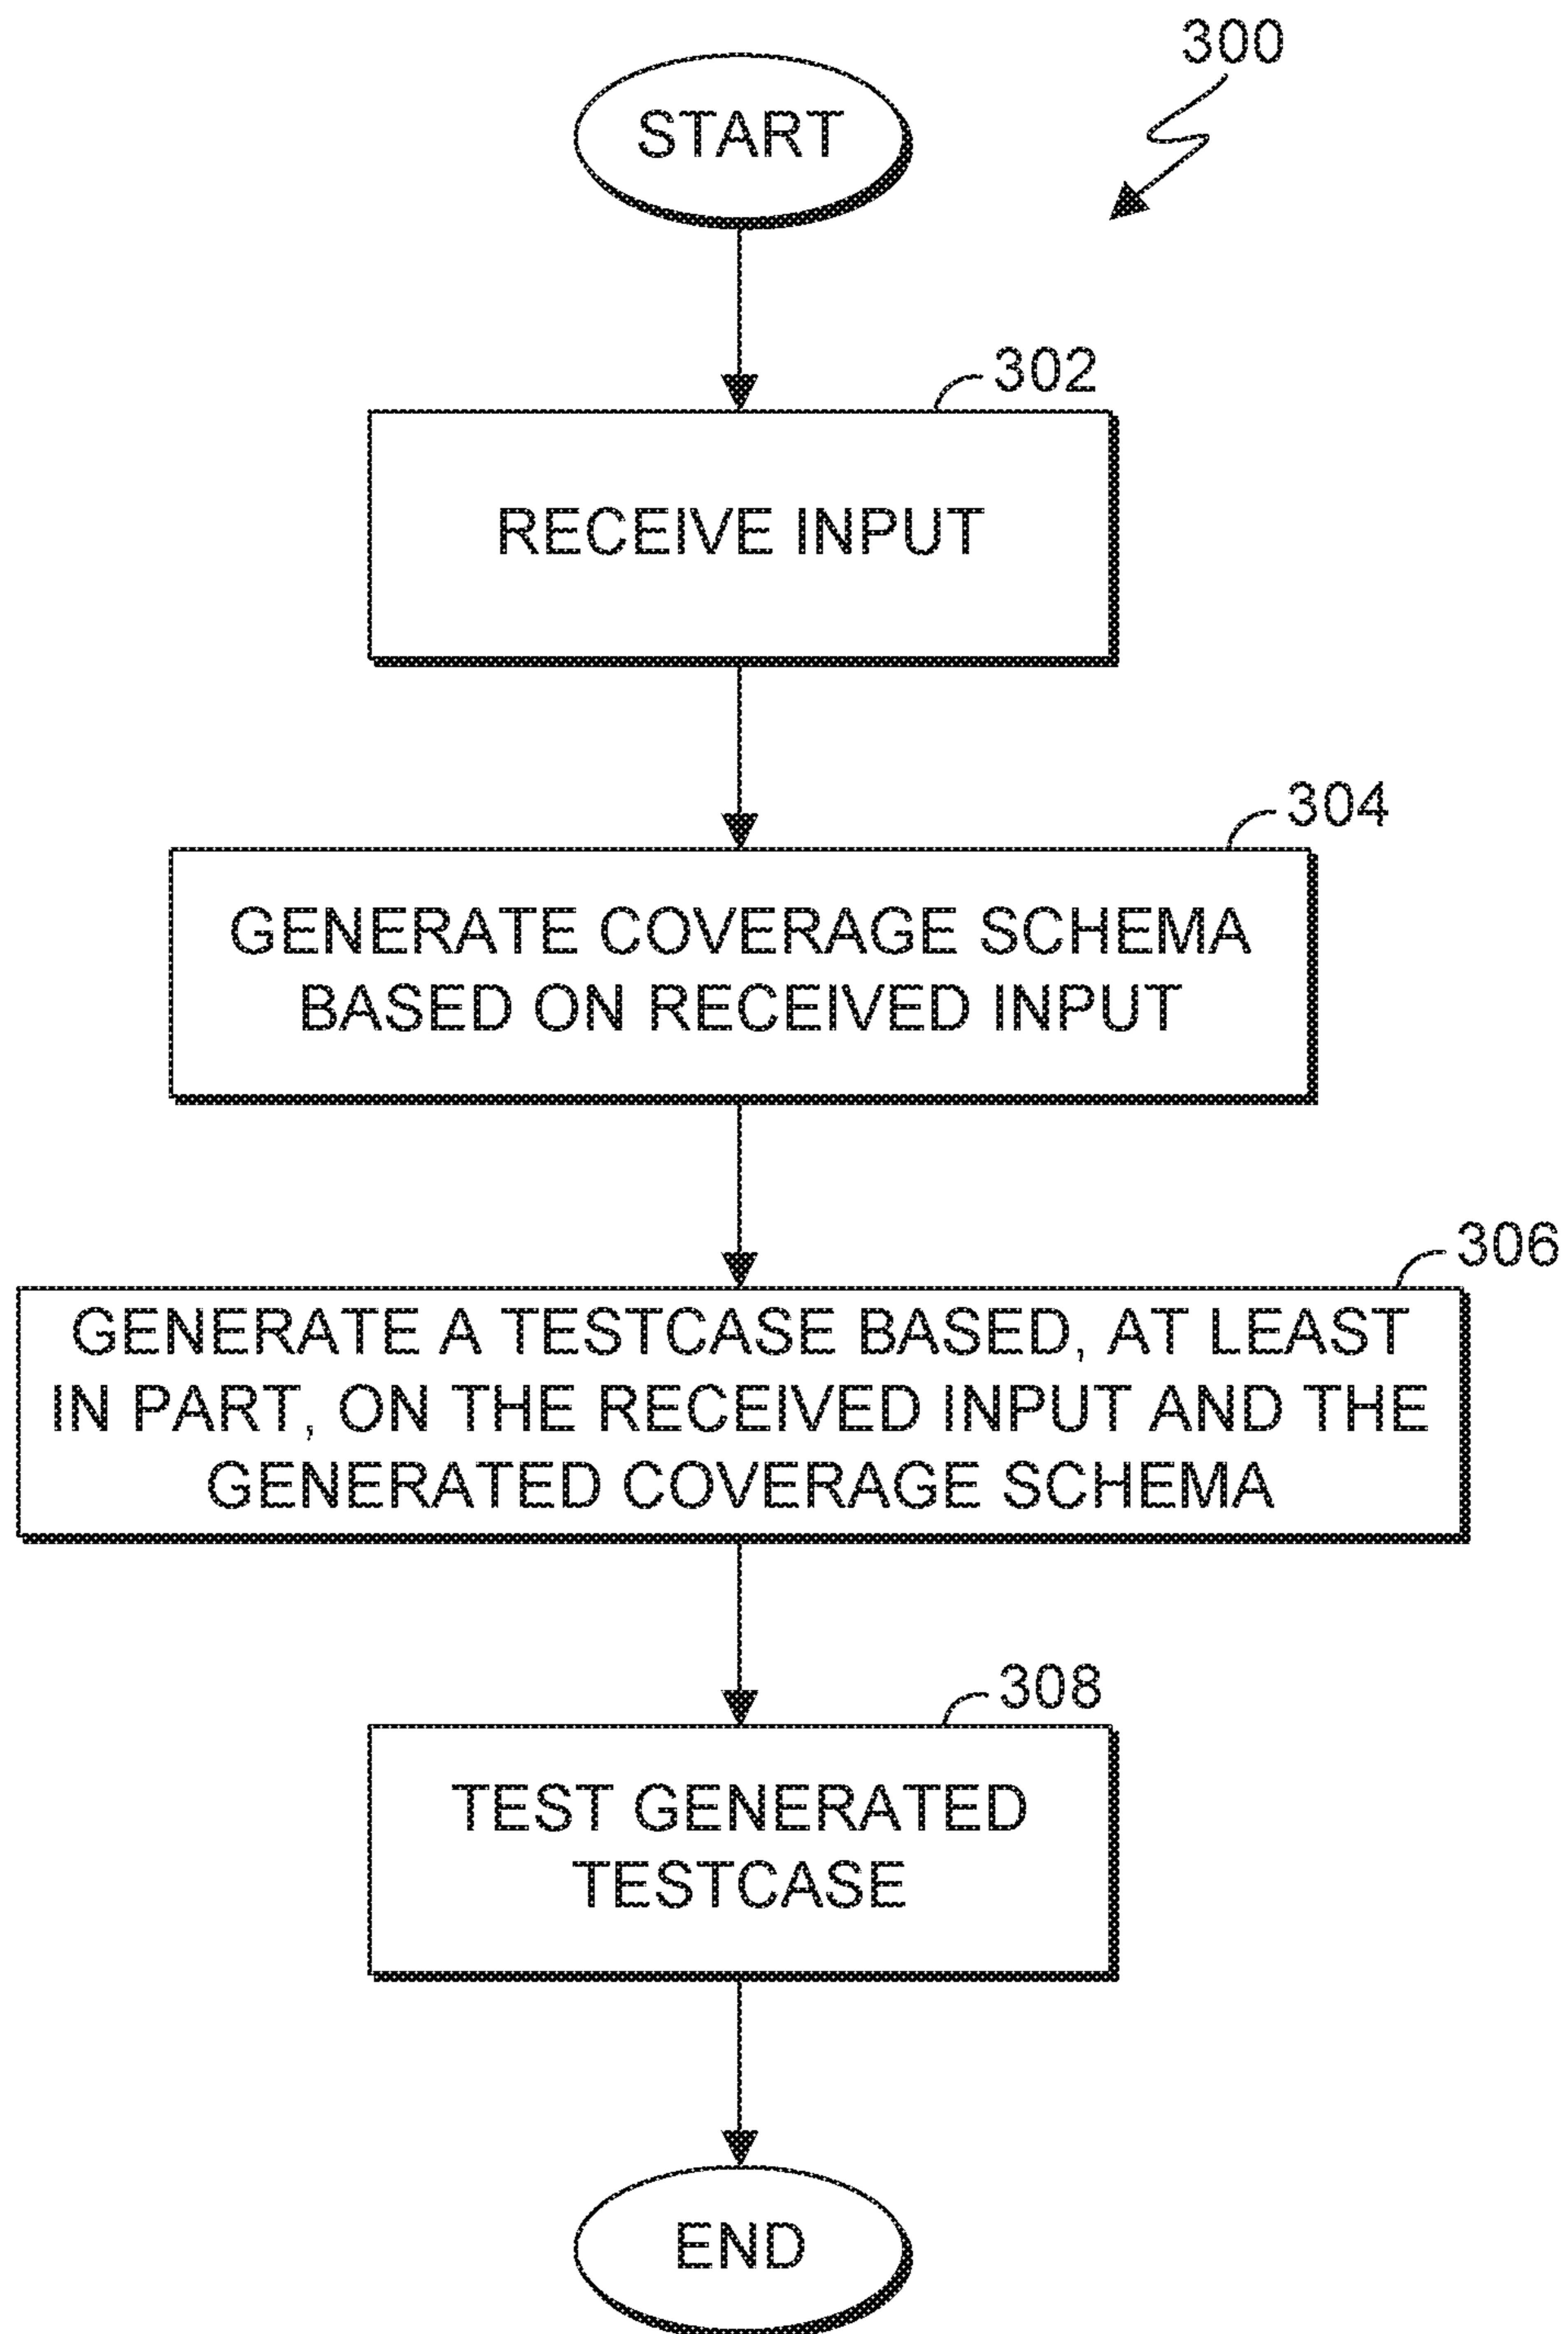 300
START
302
RECEIVE INPUT
304
GENERATE COVERAGE SCHEMA
BASED ON RECEIVED INPUT
306
GENERATE A TESTCASE BASED, AT LEAST
IN PART, ON THE RECEIVED INPUT AND THE
GENERATED COVERAGE SCHEMA
308
TEST GENERATED
TESTCASE
END